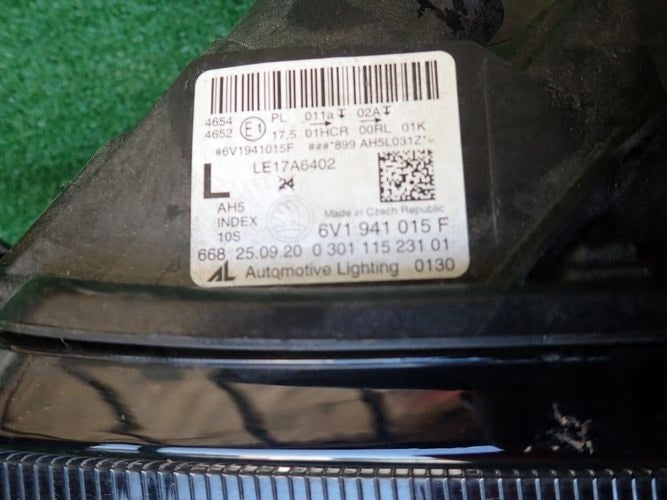 4654 PL 011a 02A
4652 E1 17,5 01HCR 00RL 01K
#6V1941015F ###*899 AH5L031Z*=
LE17A6402
L 24
AH5
INDEX
10S
Made in Czech Republic
6V1 941 015 F
668 25.09.20 0 301 115 231 01
AL Automotive Lighting 0130